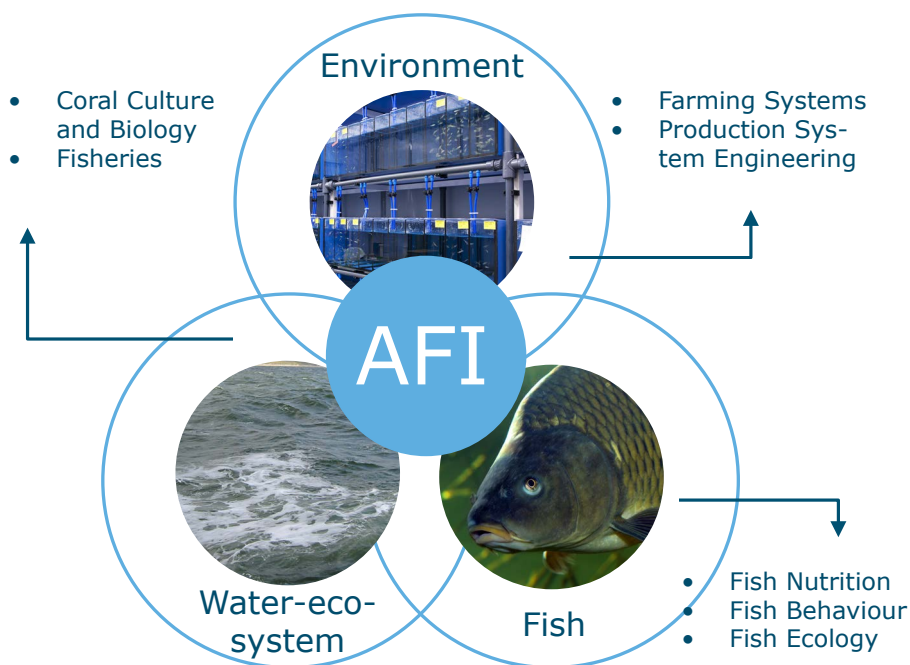 Environment
• Coral Culture
and Biology
• Fisheries
• Farming Systems
• Production Sys-
tem Engineering
AFI
Water-eco-
system
Fish
• Fish Nutrition
• Fish Behaviour
• Fish Ecology